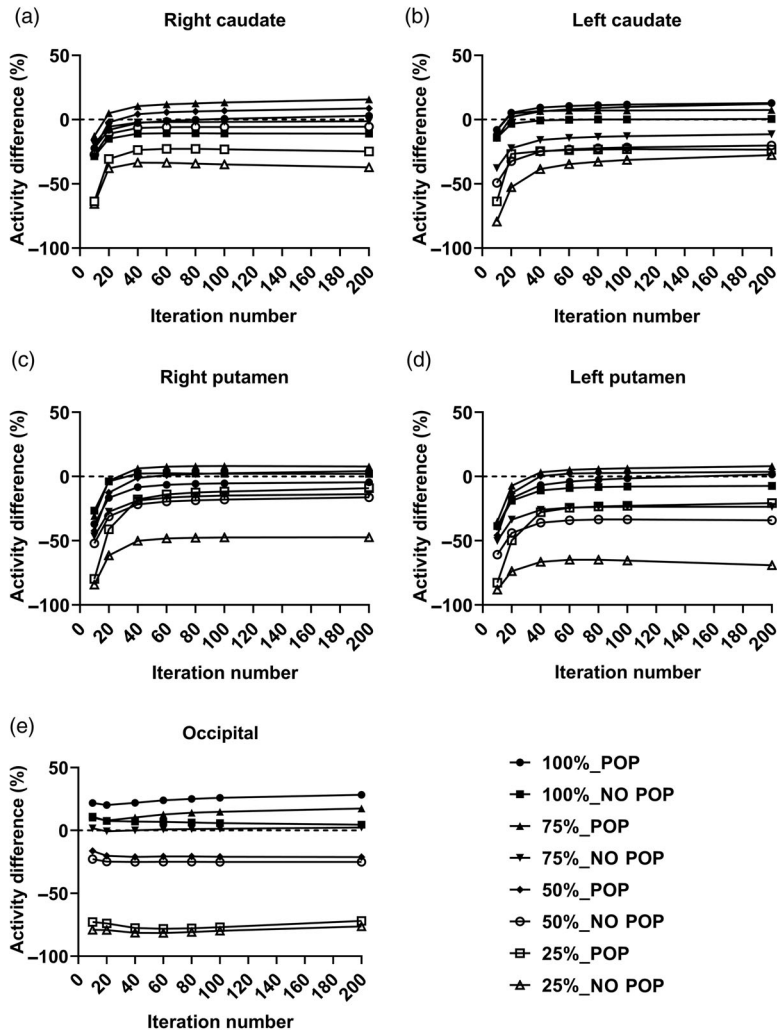 (a)
Right caudate
50
0
−50
−100
Activity difference (%)
0 20 40 60 80 100 120 140 160 180 200
Iteration number
(b)
Left caudate
50
0
−50
−100
Activity difference (%)
0 20 40 60 80 100 120 140 160 180 200
Iteration number
(c)
Right putamen
50
0
−50
−100
Activity difference (%)
0 20 40 60 80 100 120 140 160 180 200
Iteration number
(d)
Left putamen
50
0
−50
−100
Activity difference (%)
0 20 40 60 80 100 120 140 160 180 200
Iteration number
(e)
Occipital
50
0
−50
−100
Activity difference (%)
0 20 40 60 80 100 120 140 160 180 200
Iteration number
100%_POP
100%_NO POP
75%_POP
75%_NO POP
50%_POP
50%_NO POP
25%_POP
25%_NO POP